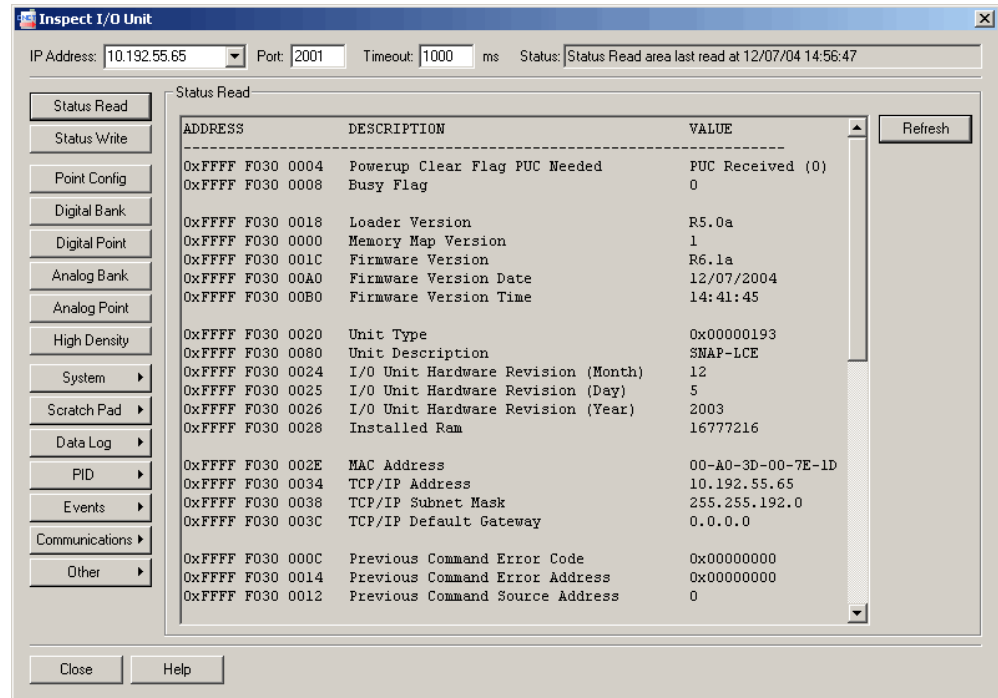 Inspect I/O Unit
IP Address: 10.192.55.65 Port: 2001 Timeout: 1000 ms Status: Status Read area last read at 12/07/04 14:56:47
Status Read
Status Write
Point Config
Digital Bank
Digital Point
Analog Bank
Analog Point
High Density
System
Scratch Pad
Data Log
PID
Events
Communications
Other
Status Read
ADDRESS DESCRIPTION VALUE
--------------------------------------------------------------------------------
0xFFFF F030 0004 Powerup Clear Flag PUC Needed PUC Received (0)
0xFFFF F030 0008 Busy Flag 0
0xFFFF F030 0018 Loader Version R5.0a
0xFFFF F030 0000 Memory Map Version 1
0xFFFF F030 001C Firmware Version R6.1a
0xFFFF F030 00A0 Firmware Version Date 12/07/2004
0xFFFF F030 00B0 Firmware Version Time 14:41:45
0xFFFF F030 0020 Unit Type 0x00000193
0xFFFF F030 0080 Unit Description SNAP-LCE
0xFFFF F030 0024 I/O Unit Hardware Revision (Month) 12
0xFFFF F030 0025 I/O Unit Hardware Revision (Day) 5
0xFFFF F030 0026 I/O Unit Hardware Revision (Year) 2003
0xFFFF F030 0028 Installed Ram 16777216
0xFFFF F030 002E MAC Address 00-A0-3D-00-7E-1D
0xFFFF F030 0034 TCP/IP Address 10.192.55.65
0xFFFF F030 0038 TCP/IP Subnet Mask 255.255.192.0
0xFFFF F030 003C TCP/IP Default Gateway 0.0.0.0
0xFFFF F030 000C Previous Command Error Code 0x00000000
0xFFFF F030 0014 Previous Command Error Address 0x00000000
0xFFFF F030 0012 Previous Command Source Address 0
Refresh
Close Help